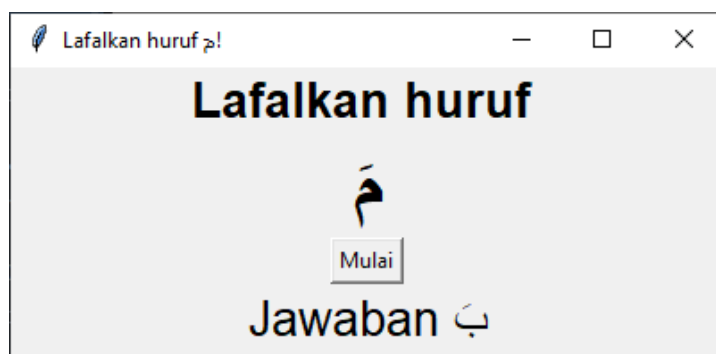 Lafalkan huruf م!
Lafalkan huruf
مَ
Mulai
Jawaban بَ